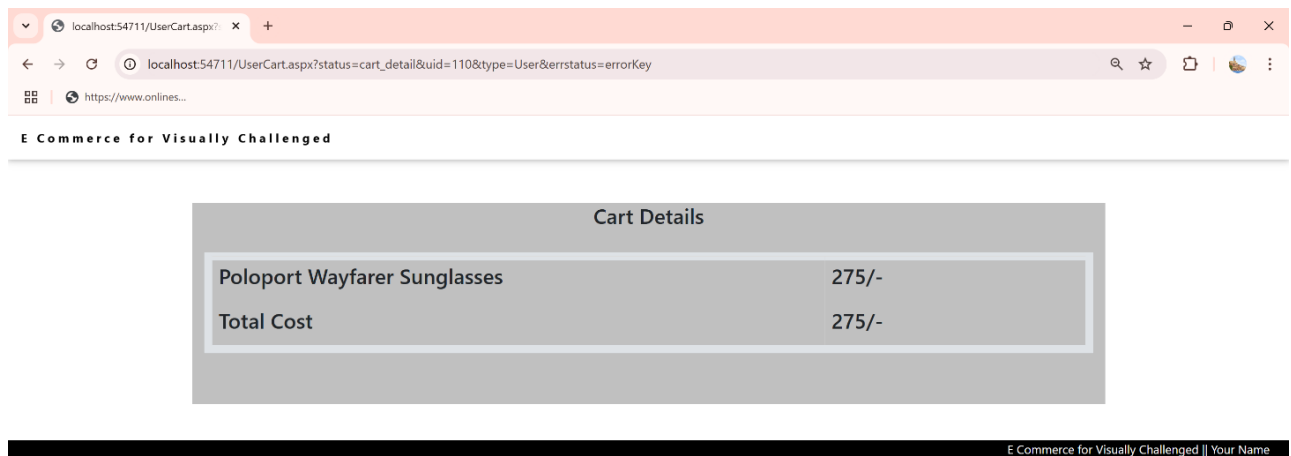 localhost:54711/UserCart.aspx?
localhost:54711/UserCart.aspx?status=cart_detail&uid=110&type=User&errstatus=errorKey
https://www.onlines...
E Commerce for Visually Challenged
Cart Details
Poloport Wayfarer Sunglasses 275/-
Total Cost 275/-
E Commerce for Visually Challenged || Your Name